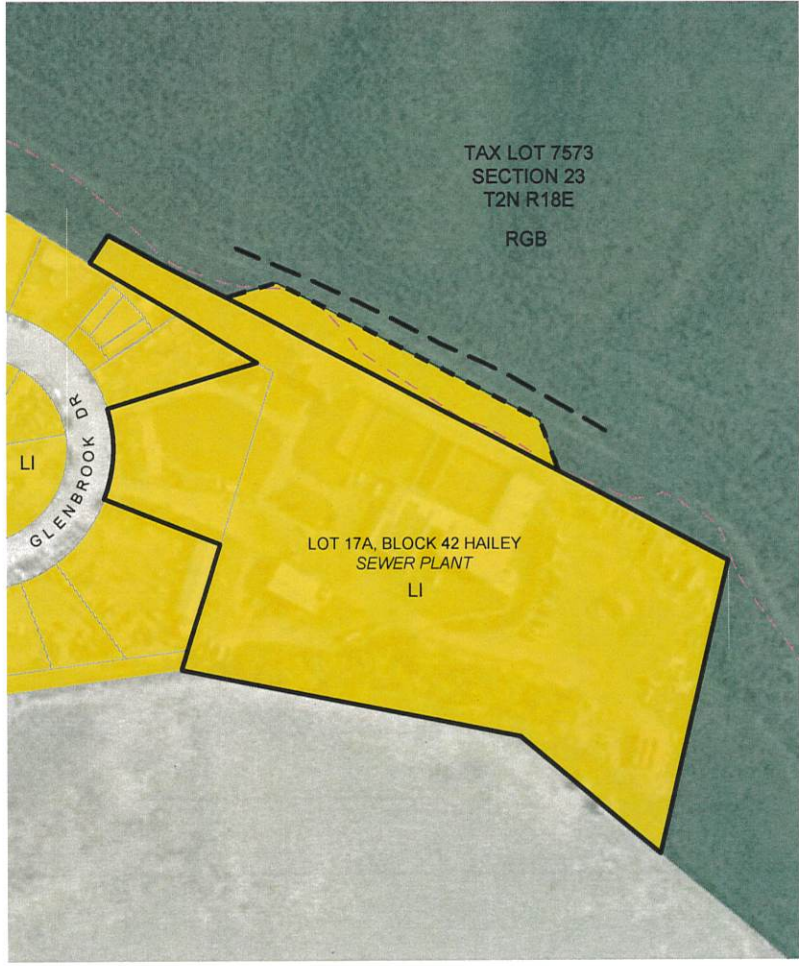 TAX LOT 7573
SECTION 23
T2N R18E
RGB
GLENBROOK DR
LI
LOT 17A, BLOCK 42 HAILEY
SEWER PLANT
LI